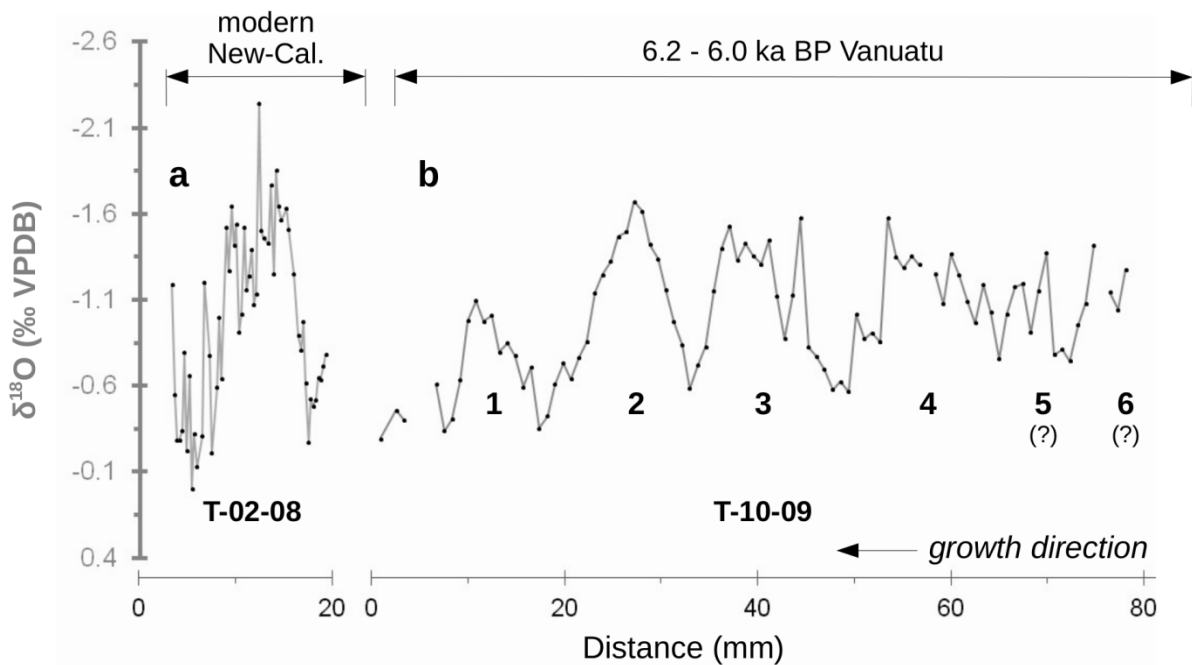 modern
New-Cal.
6.2 - 6.0 ka BP Vanuatu
-2.6
-2.1
-1.6
-1.1
-0.6
-0.1
0.4
δ18O (‰ VPDB)
a
b
1
2
3
4
5
(?)
6
(?)
T-02-08
T-10-09
growth direction
0
20
0
20
40
60
80
Distance (mm)